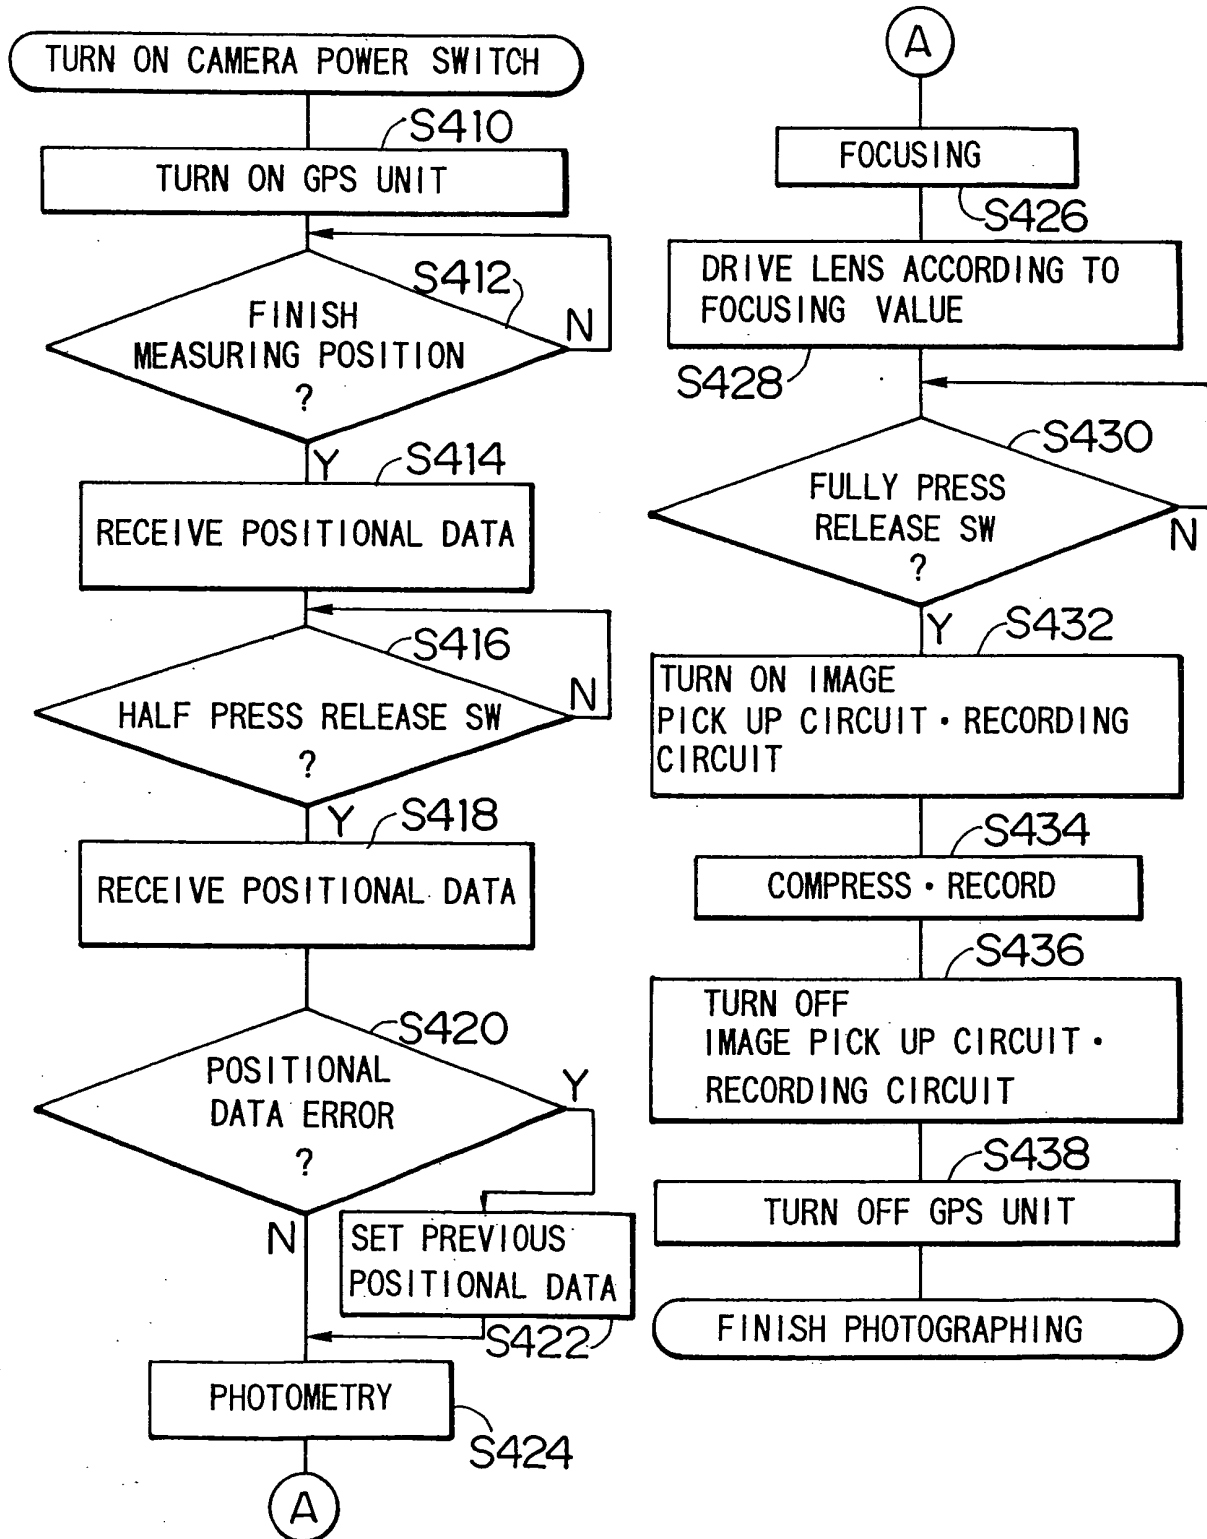 TURN ON CAMERA POWER SWITCH
S410
TURN ON GPS UNIT
S412
FINISH
MEASURING POSITION
?
N
Y
S414
RECEIVE POSITIONAL DATA
S416
HALF PRESS RELEASE SW
?
N
Y
S418
RECEIVE POSITIONAL DATA
S420
POSITIONAL
DATA ERROR
?
Y
N
SET PREVIOUS
POSITIONAL DATA
S422
PHOTOMETRY
S424
A
A
FOCUSING
S426
DRIVE LENS ACCORDING TO
FOCUSING VALUE
S428
S430
FULLY PRESS
RELEASE SW
?
N
Y
S432
TURN ON IMAGE
PICK UP CIRCUIT · RECORDING
CIRCUIT
S434
COMPRESS · RECORD
S436
TURN OFF
IMAGE PICK UP CIRCUIT ·
RECORDING CIRCUIT
S438
TURN OFF GPS UNIT
FINISH PHOTOGRAPHING